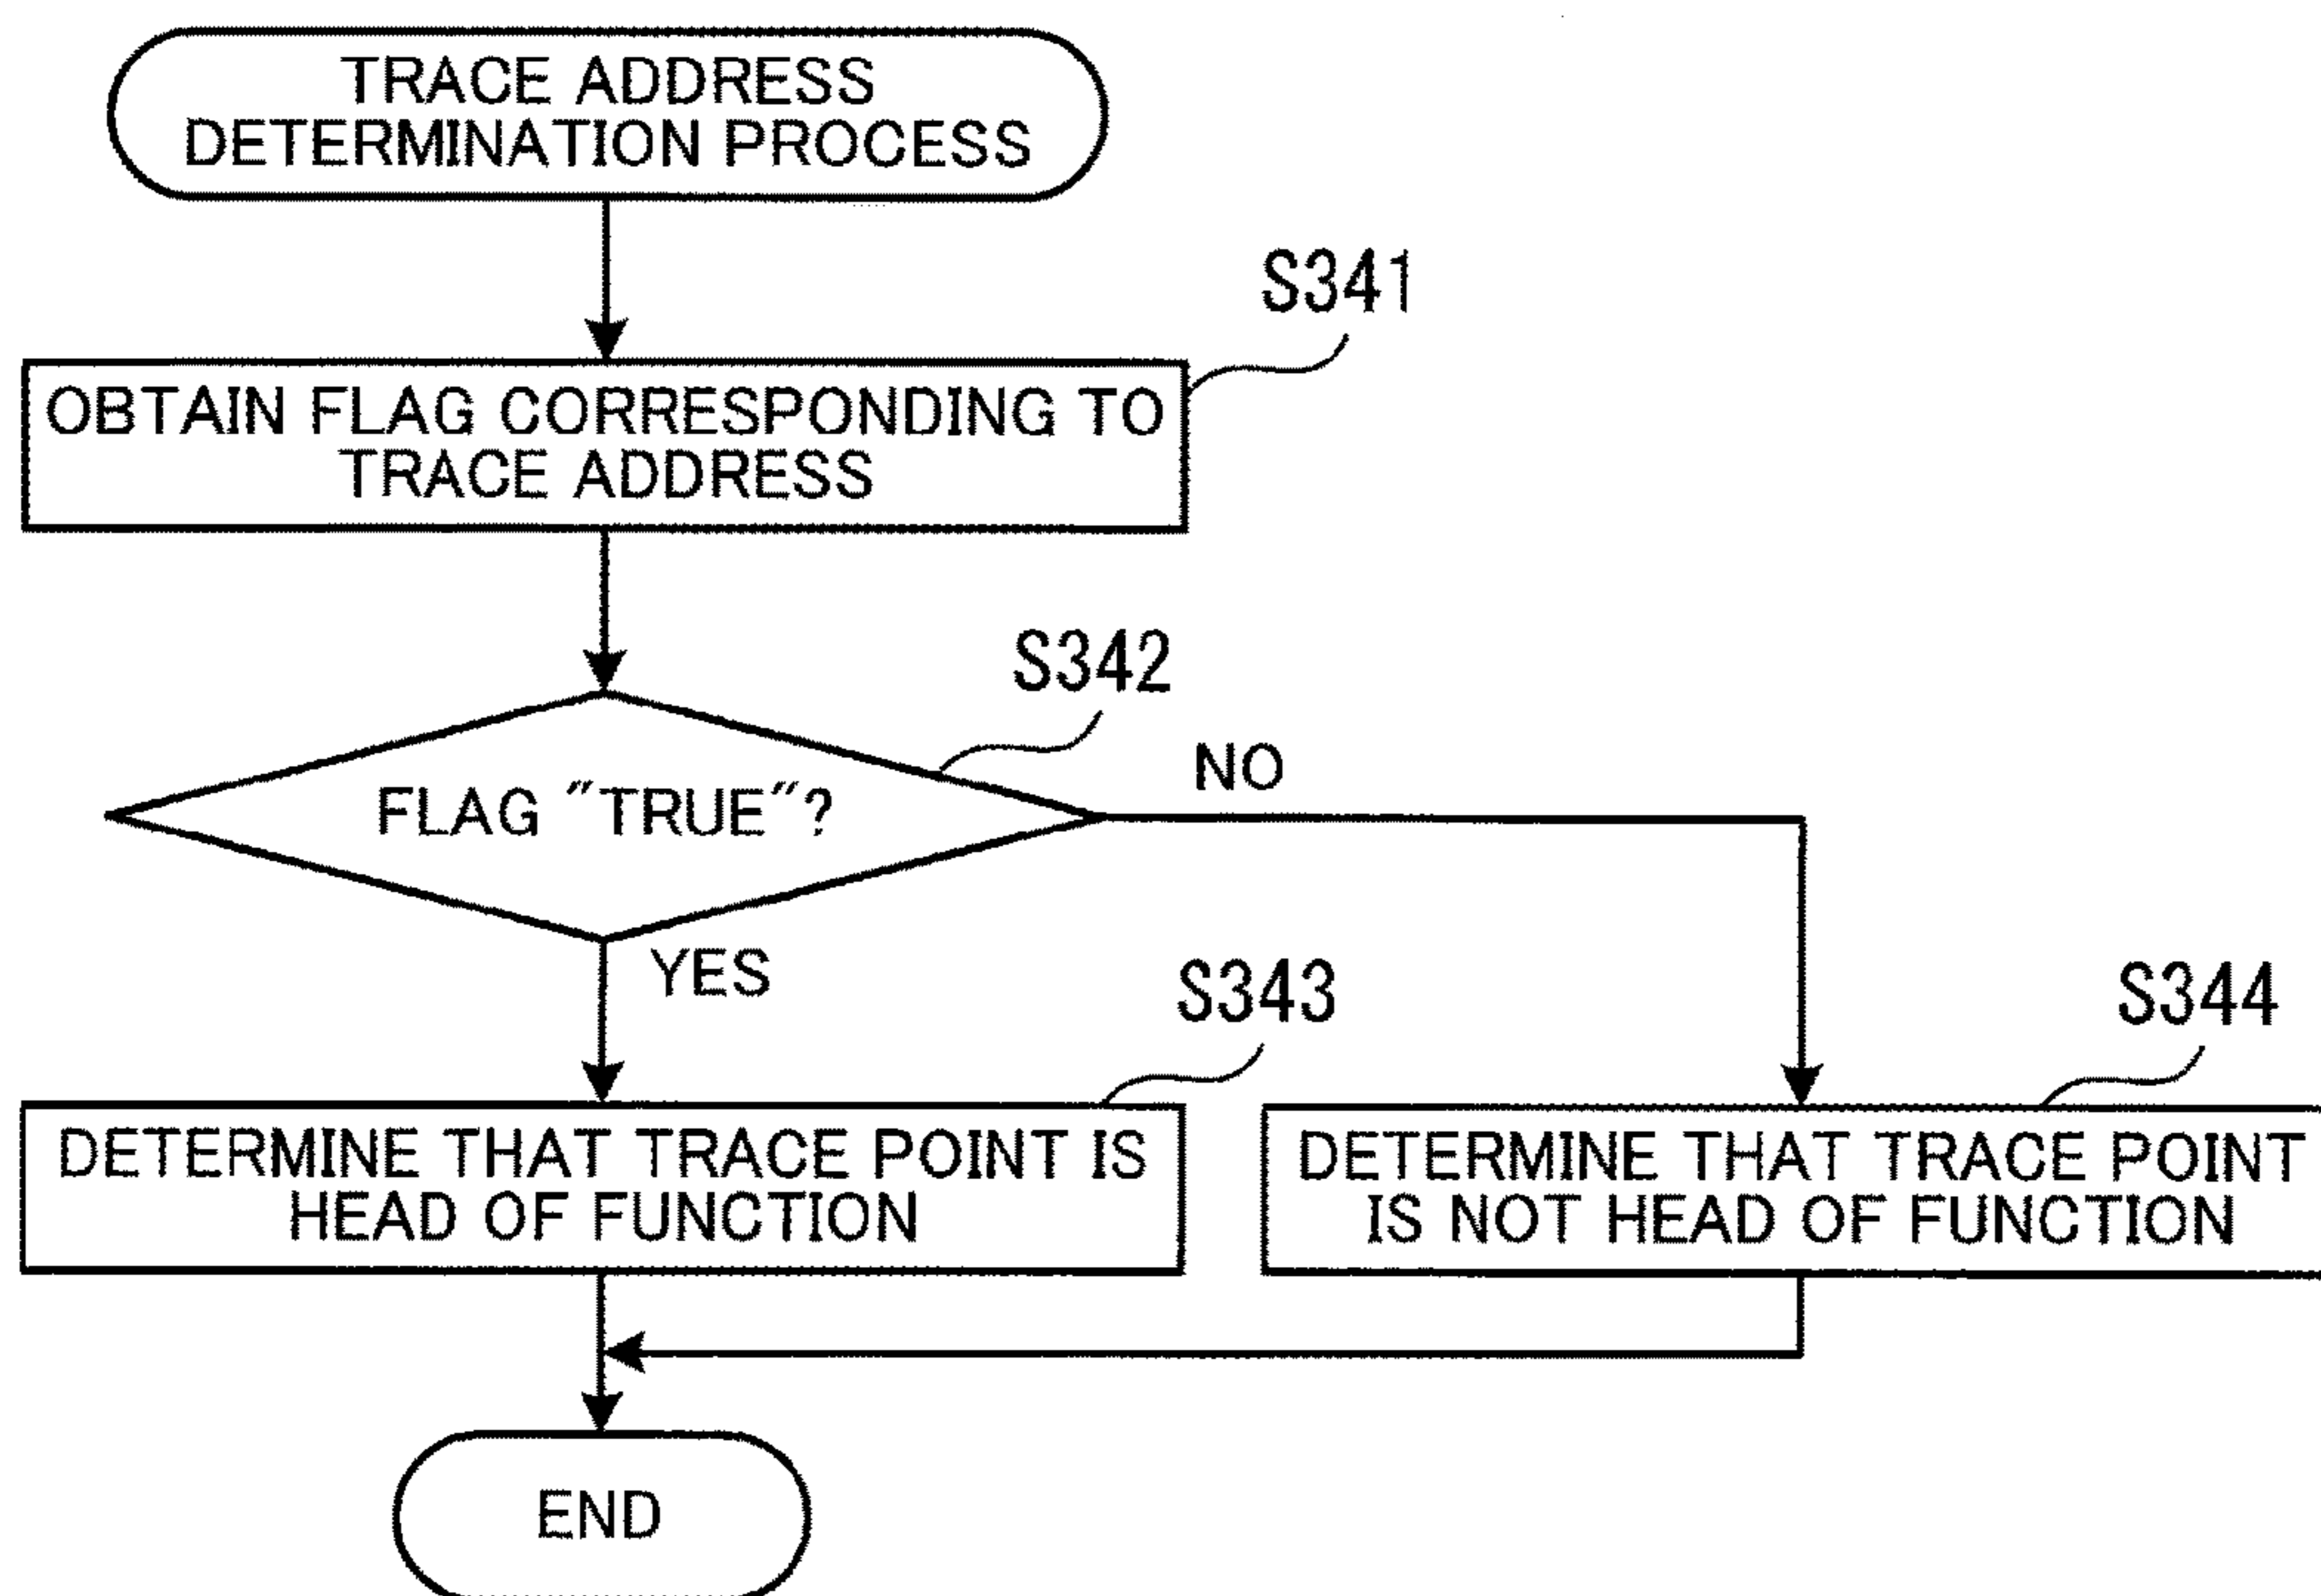 TRACE ADDRESS
DETERMINATION PROCESS
S341
OBTAIN FLAG CORRESPONDING TO
TRACE ADDRESS
S342
FLAG "TRUE"?
NO
YES
S343
S344
DETERMINE THAT TRACE POINT IS
HEAD OF FUNCTION
DETERMINE THAT TRACE POINT
IS NOT HEAD OF FUNCTION
END